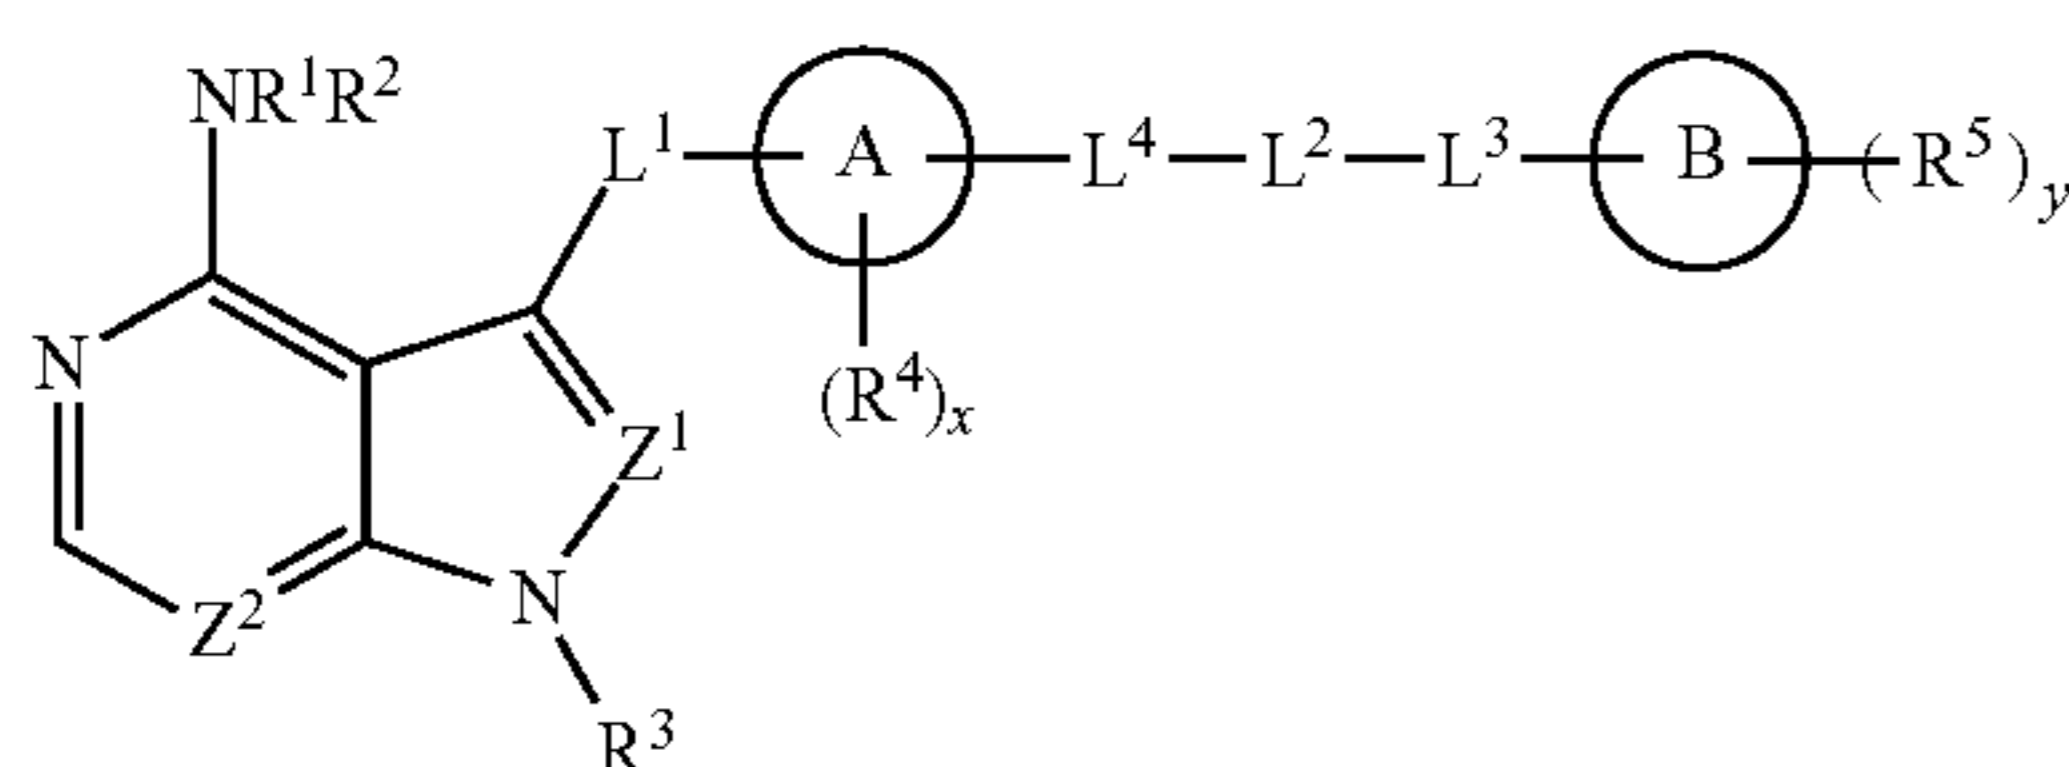 NR¹R²
L¹ A L⁴ L² L³ B (R⁵)y
N (R⁴)x
Z¹
Z² N
R³